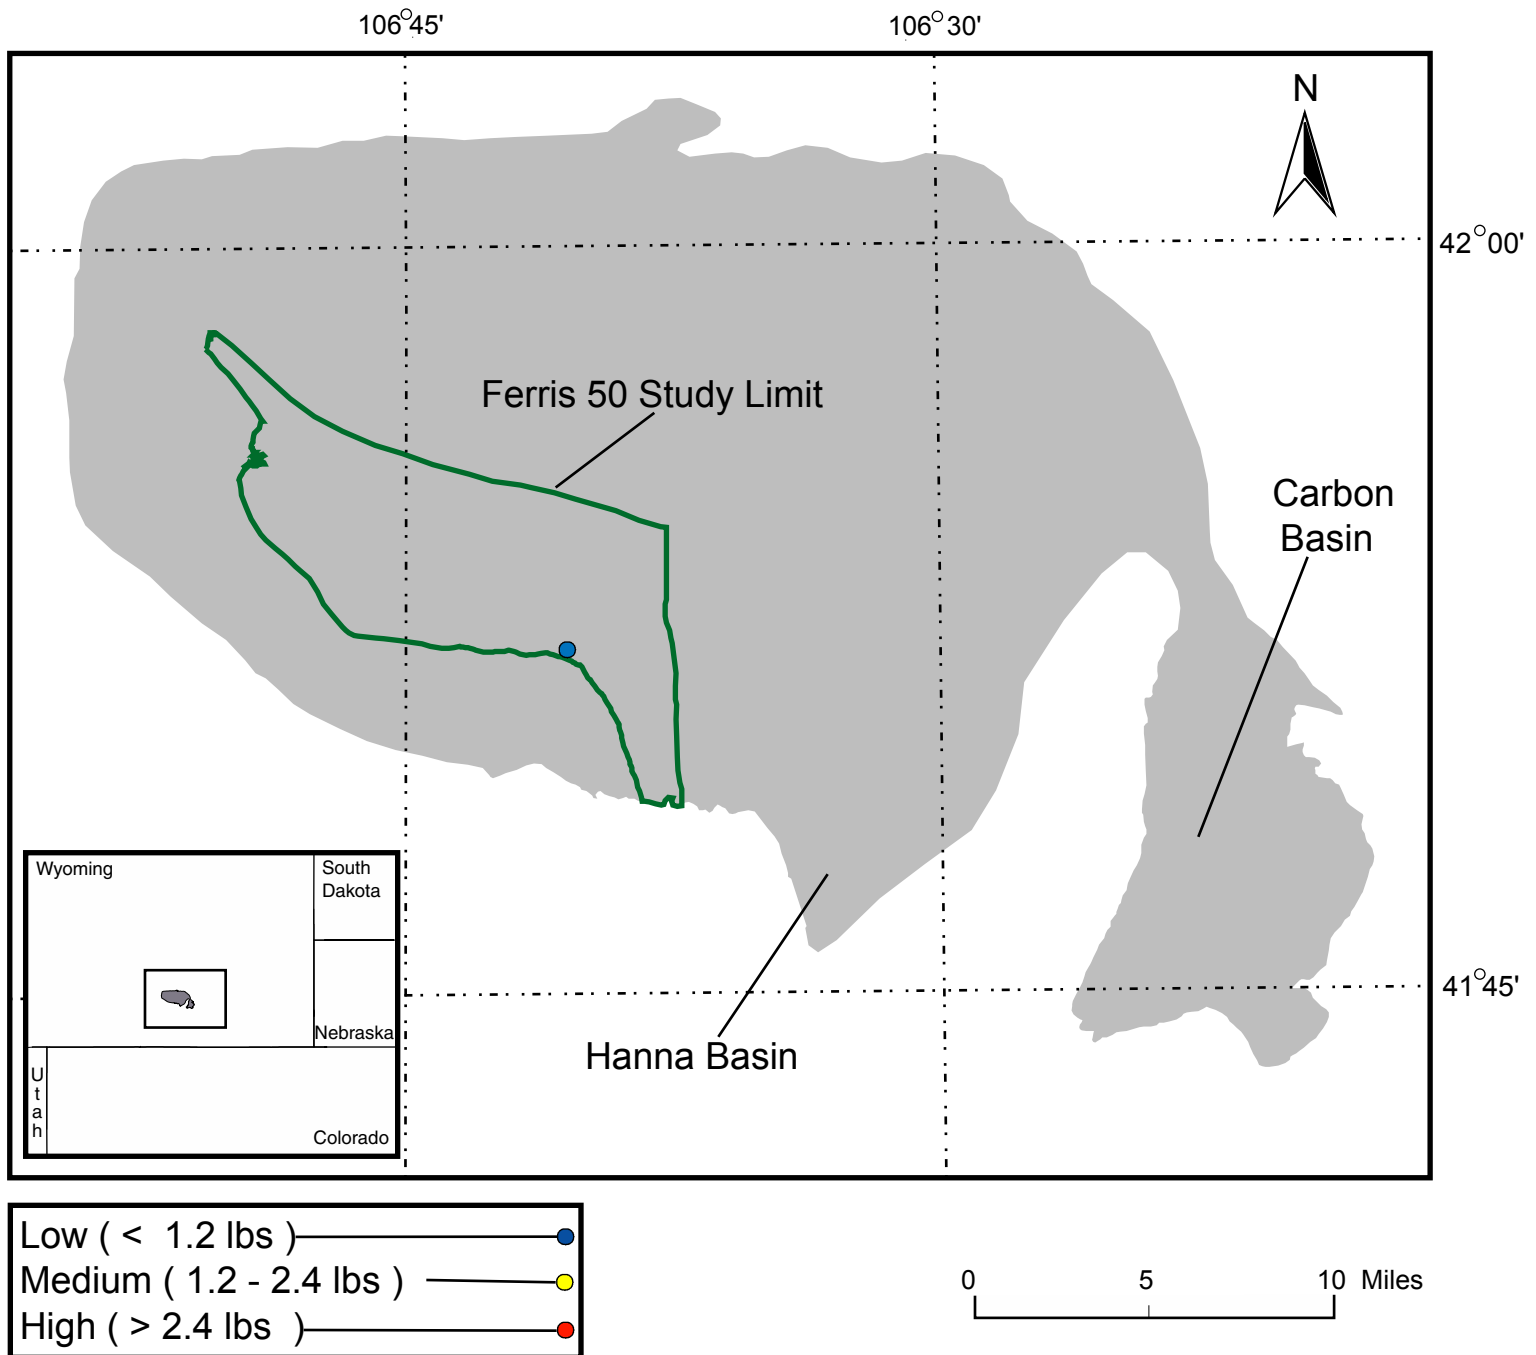 106°45'
106°30'
N
42°00'
Ferris 50 Study Limit
Carbon
Basin
Wyoming
South
Dakota
41°45'
Nebraska
Hanna Basin
U
t
a
h
Colorado
Low ( < 1.2 lbs )
Medium ( 1.2 - 2.4 lbs )
High ( > 2.4 lbs )
0 5 10 Miles